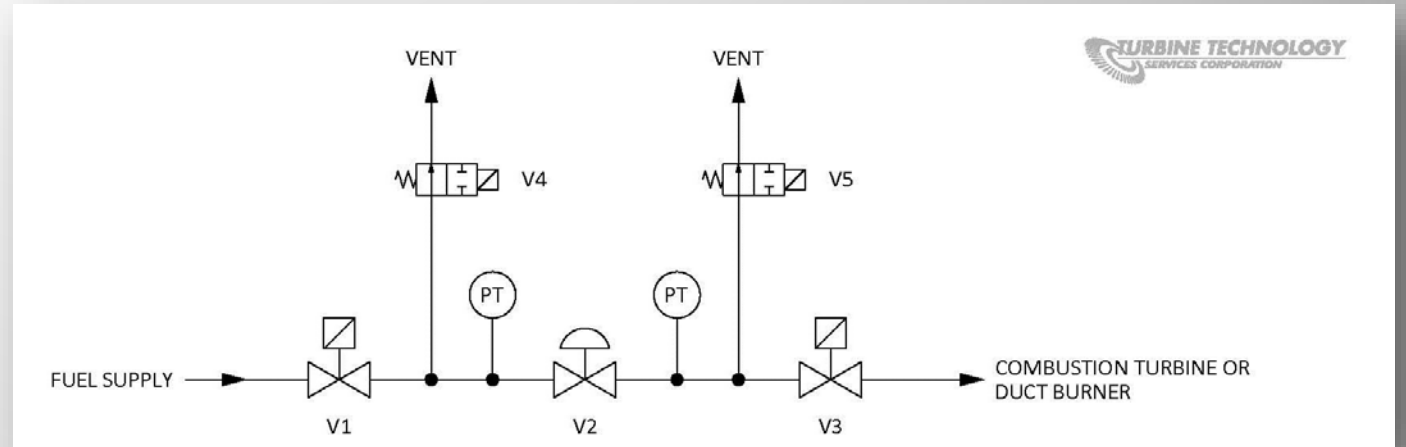 VENT
VENT
TURBINE TECHNOLOGY
SERVICES CORPORATION
V4
V5
PT
PT
FUEL SUPPLY
COMBUSTION TURBINE OR
DUCT BURNER
V1
V2
V3